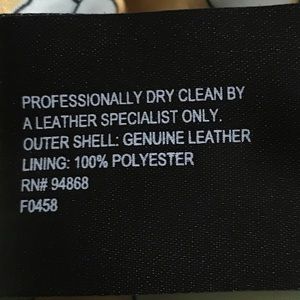 PROFESSIONALLY DRY CLEAN BY
A LEATHER SPECIALIST ONLY.
OUTER SHELL: GENUINE LEATHER
LINING: 100% POLYESTER
RN# 94868
F0458